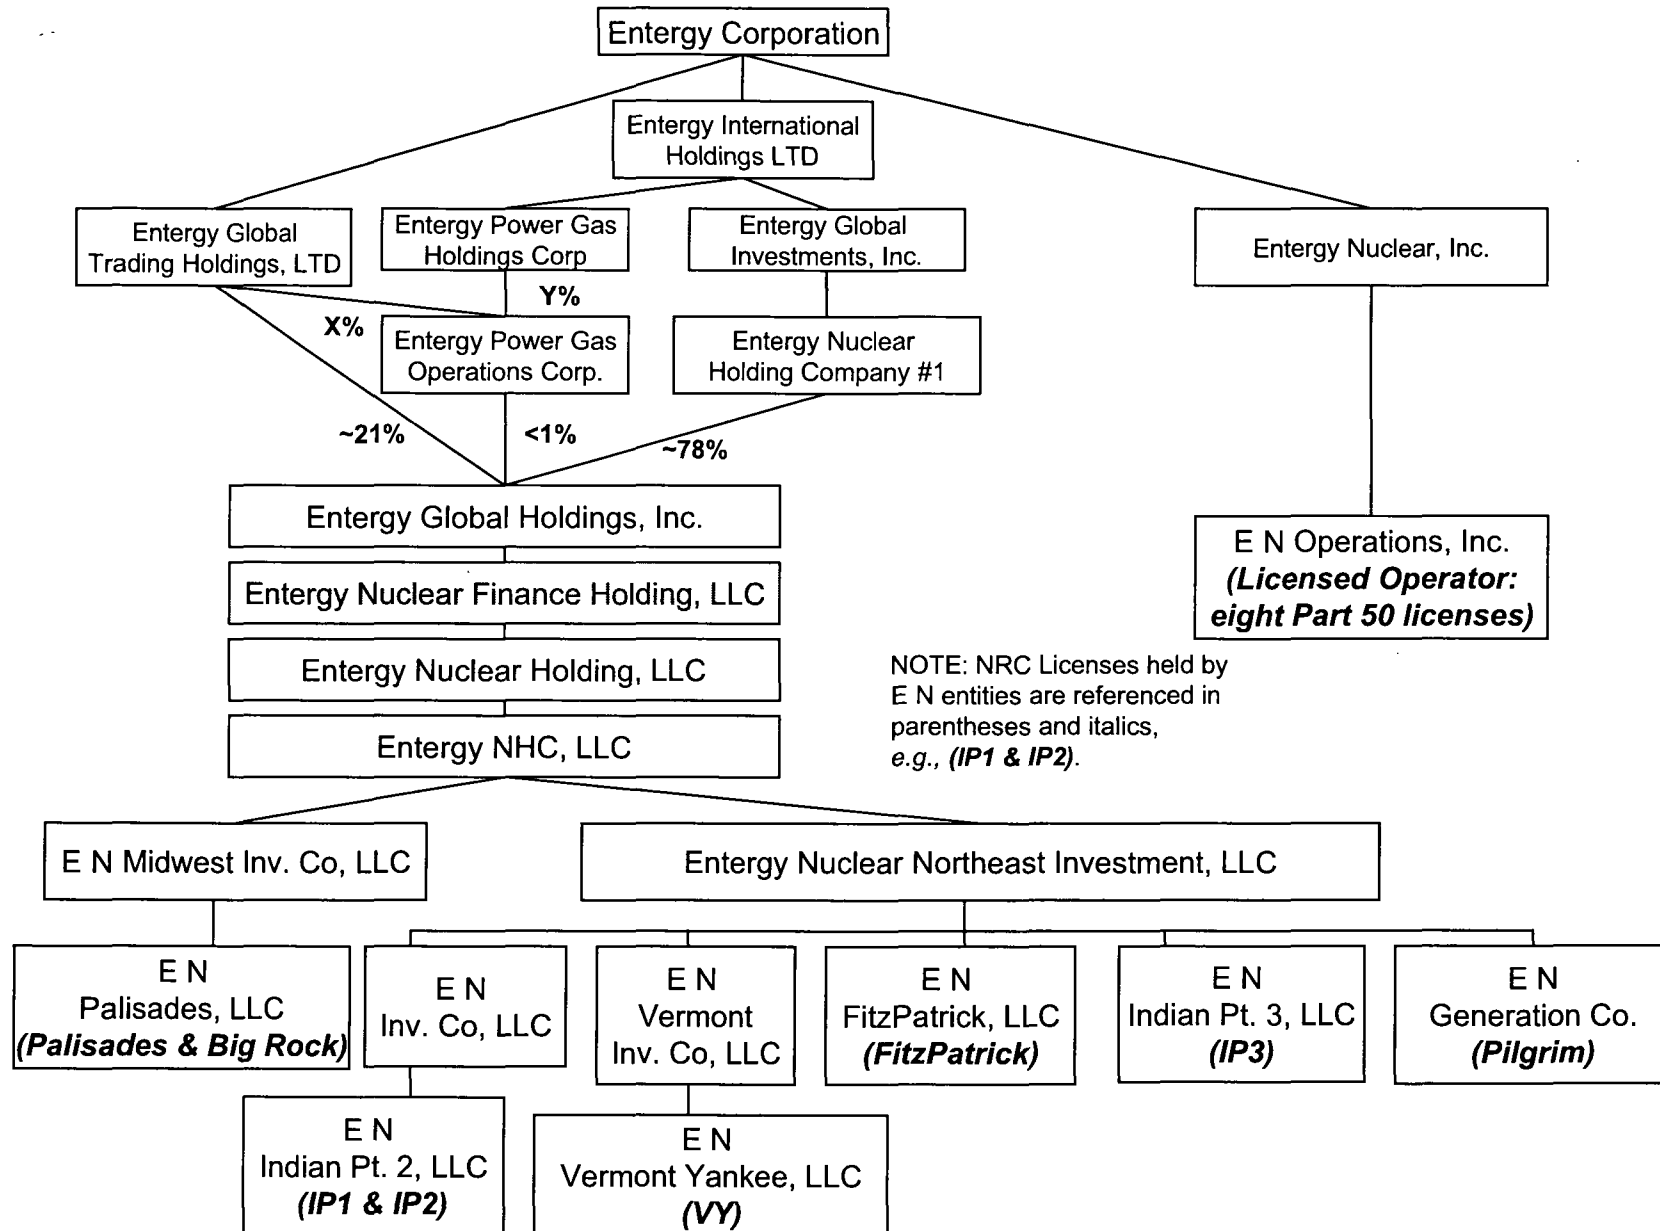 Entergy Corporation
Entergy International
Holdings LTD
Entergy Global
Trading Holdings, LTD
Entergy Power Gas
Holdings Corp
Entergy Global
Investments, Inc.
Entergy Nuclear, Inc.
Y%
X%
Entergy Power Gas
Operations Corp.
Entergy Nuclear
Holding Company #1
~21%
<1%
~78%
Entergy Global Holdings, Inc.
E N Operations, Inc.
(Licensed Operator:
eight Part 50 licenses)
Entergy Nuclear Finance Holding, LLC
Entergy Nuclear Holding, LLC
Entergy NHC, LLC
NOTE: NRC Licenses held by
E N entities are referenced in
parentheses and italics,
e.g., (IP1 & IP2).
E N Midwest Inv. Co, LLC
Entergy Nuclear Northeast Investment, LLC
E N
Palisades, LLC
(Palisades & Big Rock)
E N
Inv. Co, LLC
E N
Vermont
Inv. Co, LLC
E N
FitzPatrick, LLC
(FitzPatrick)
E N
Indian Pt. 3, LLC
(IP3)
E N
Generation Co.
(Pilgrim)
E N
Indian Pt. 2, LLC
(IP1 & IP2)
E N
Vermont Yankee, LLC
(VY)